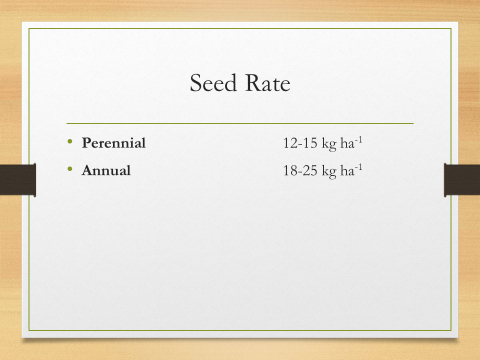 Seed Rate
• Perennial 12-15 kg ha⁻¹
• Annual 18-25 kg ha⁻¹